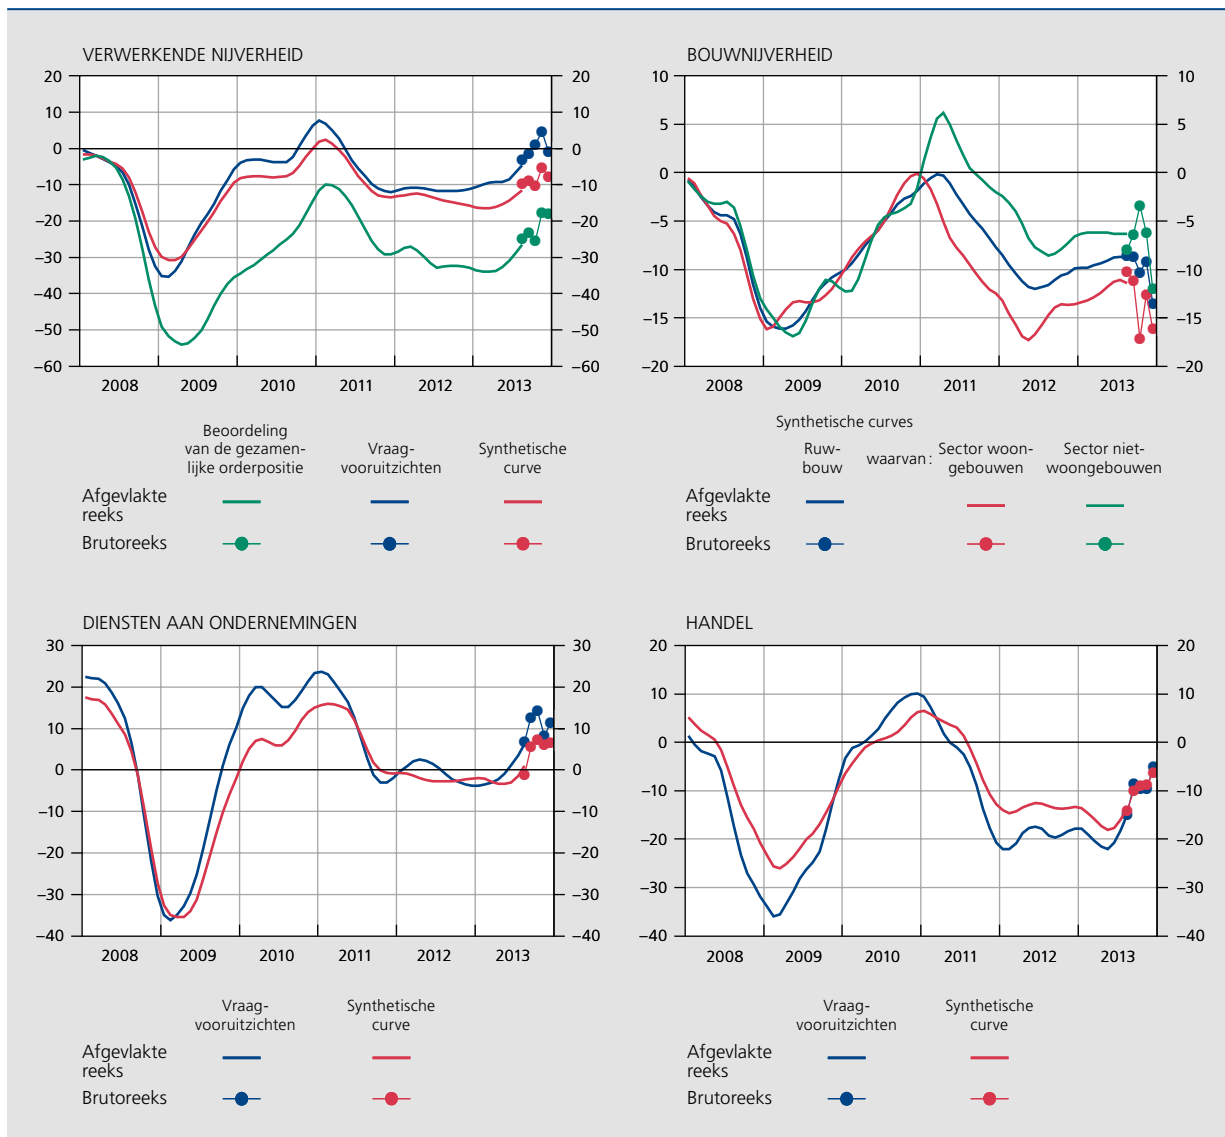 VERWERKENDE NIJVERHEID
20
10
0
–10
–20
–30
–40
–50
–60
20
10
0
–10
–20
–30
–40
–50
–60
2008 2009 2010 2011 2012 2013
Beoordeling
van de gezamen-
lijke orderpositie
Vraag-
vooruitzichten
Synthetische
curve
Afgevlakte
reeks
Brutoreeks
BOUWNIJVERHEID
10
5
0
–5
–10
–15
–20
10
5
0
–5
–10
–15
–20
2008 2009 2010 2011 2012 2013
Synthetische curves
Ruw-
bouw
waarvan :
Sector woon-
gebouwen
Sector niet-
woongebouwen
Afgevlakte
reeks
Brutoreeks
DIENSTEN AAN ONDERNEMINGEN
30
20
10
0
–10
–20
–30
–40
30
20
10
0
–10
–20
–30
–40
2008 2009 2010 2011 2012 2013
Vraag-
vooruitzichten
Synthetische
curve
Afgevlakte
reeks
Brutoreeks
HANDEL
20
10
0
–10
–20
–30
–40
20
10
0
–10
–20
–30
–40
2008 2009 2010 2011 2012 2013
Vraag-
vooruitzichten
Synthetische
curve
Afgevlakte
reeks
Brutoreeks